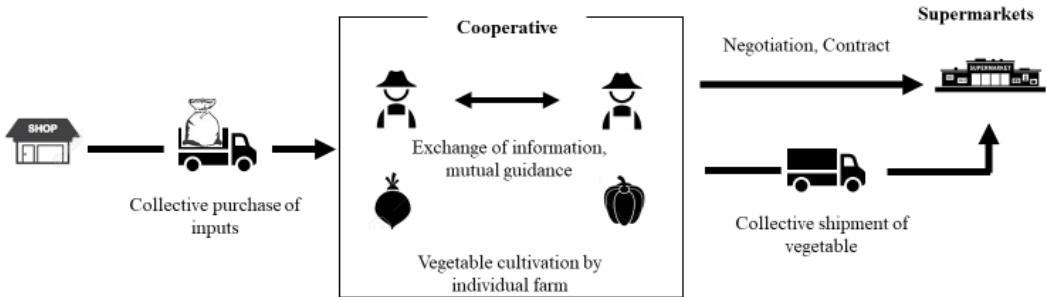 SHOP
Collective purchase of
inputs
Cooperative
Exchange of information,
mutual guidance
Vegetable cultivation by
individual farm
Supermarkets
Negotiation, Contract
SUPERMARKET
Collective shipment of
vegetable